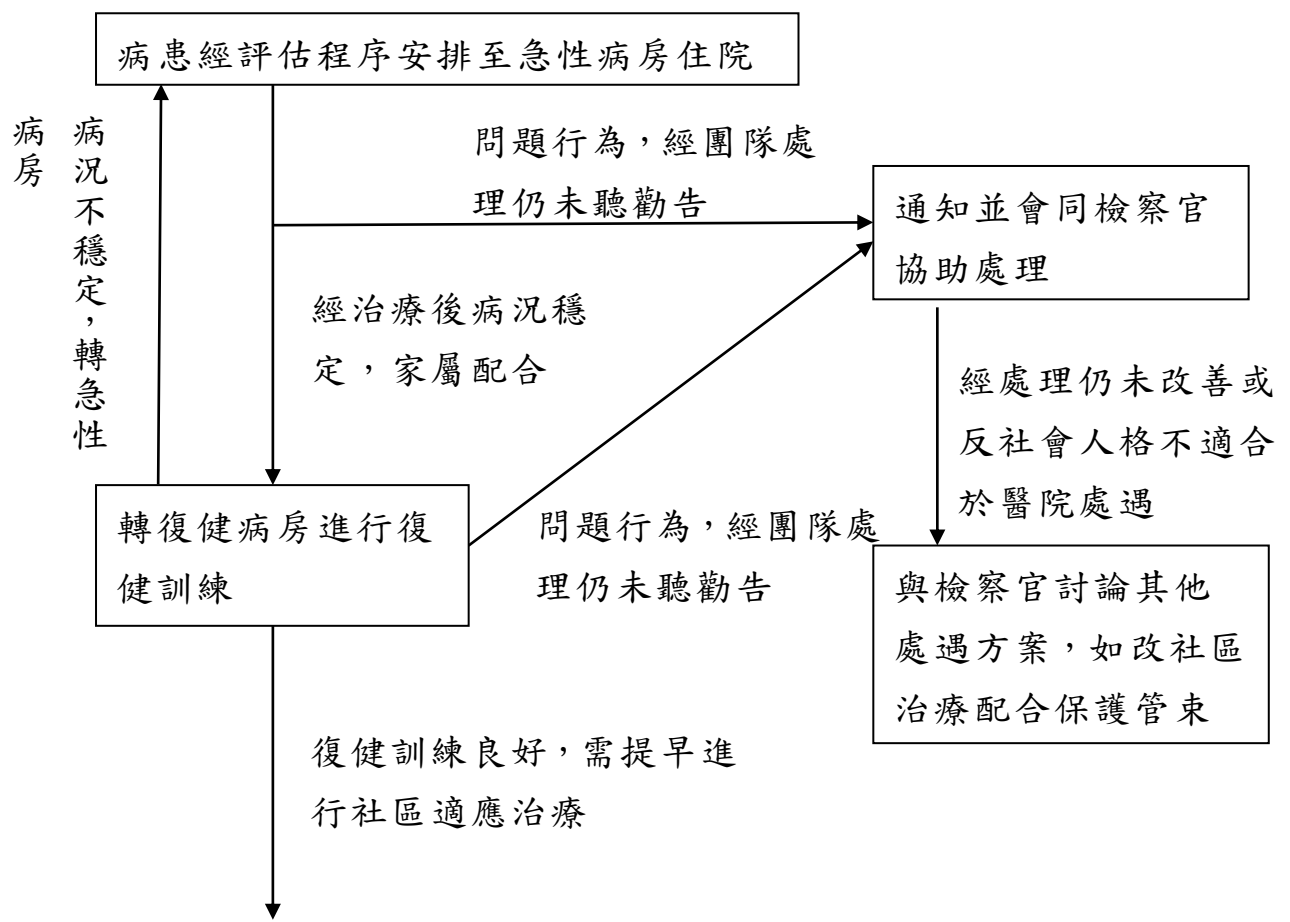 病患經評估程序安排至急性病房住院
病況不穩定，轉急性
病房
問題行為，經團隊處
理仍未聽勸告
通知並會同檢察官
協助處理
經治療後病況穩
定，家屬配合
經處理仍未改善或
反社會人格不適合
於醫院處遇
轉復健病房進行復
健訓練
問題行為，經團隊處
理仍未聽勸告
與檢察官討論其他
處遇方案，如改社區
治療配合保護管束
復健訓練良好，需提早進
行社區適應治療